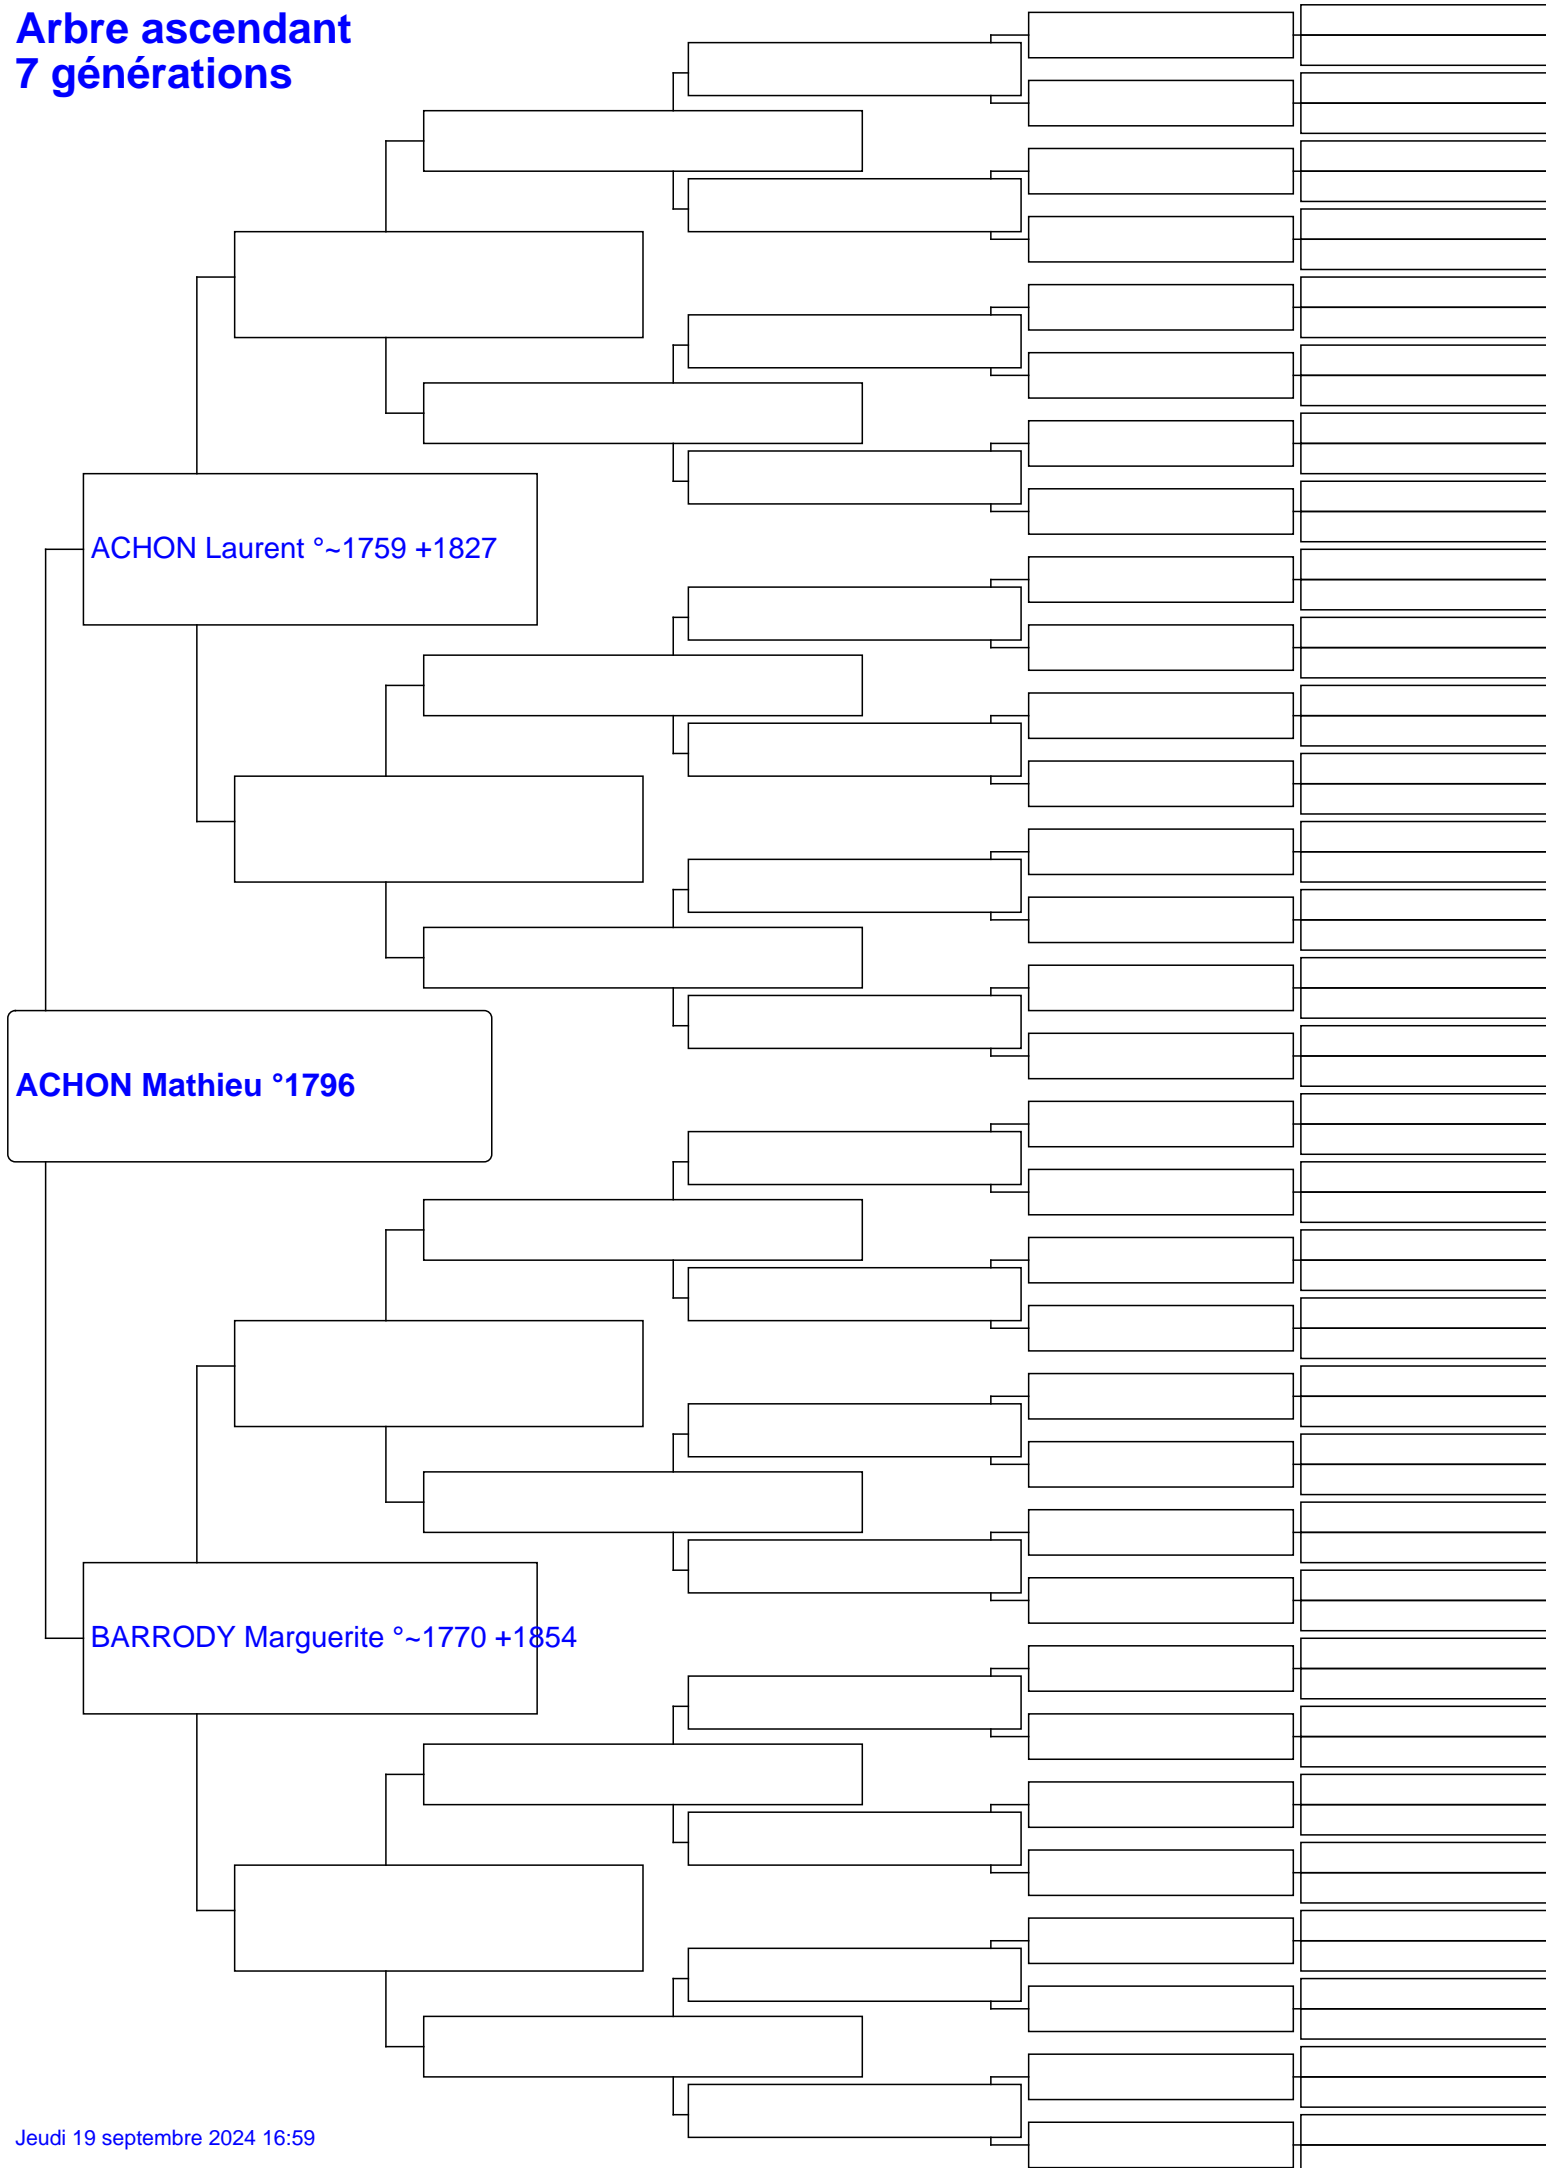 Arbre ascendant
7 générations
ACHON Laurent °~1759 +1827
ACHON Mathieu °1796
BARRODY Marguerite °~1770 +1854
Jeudi 19 septembre 2024 16:59